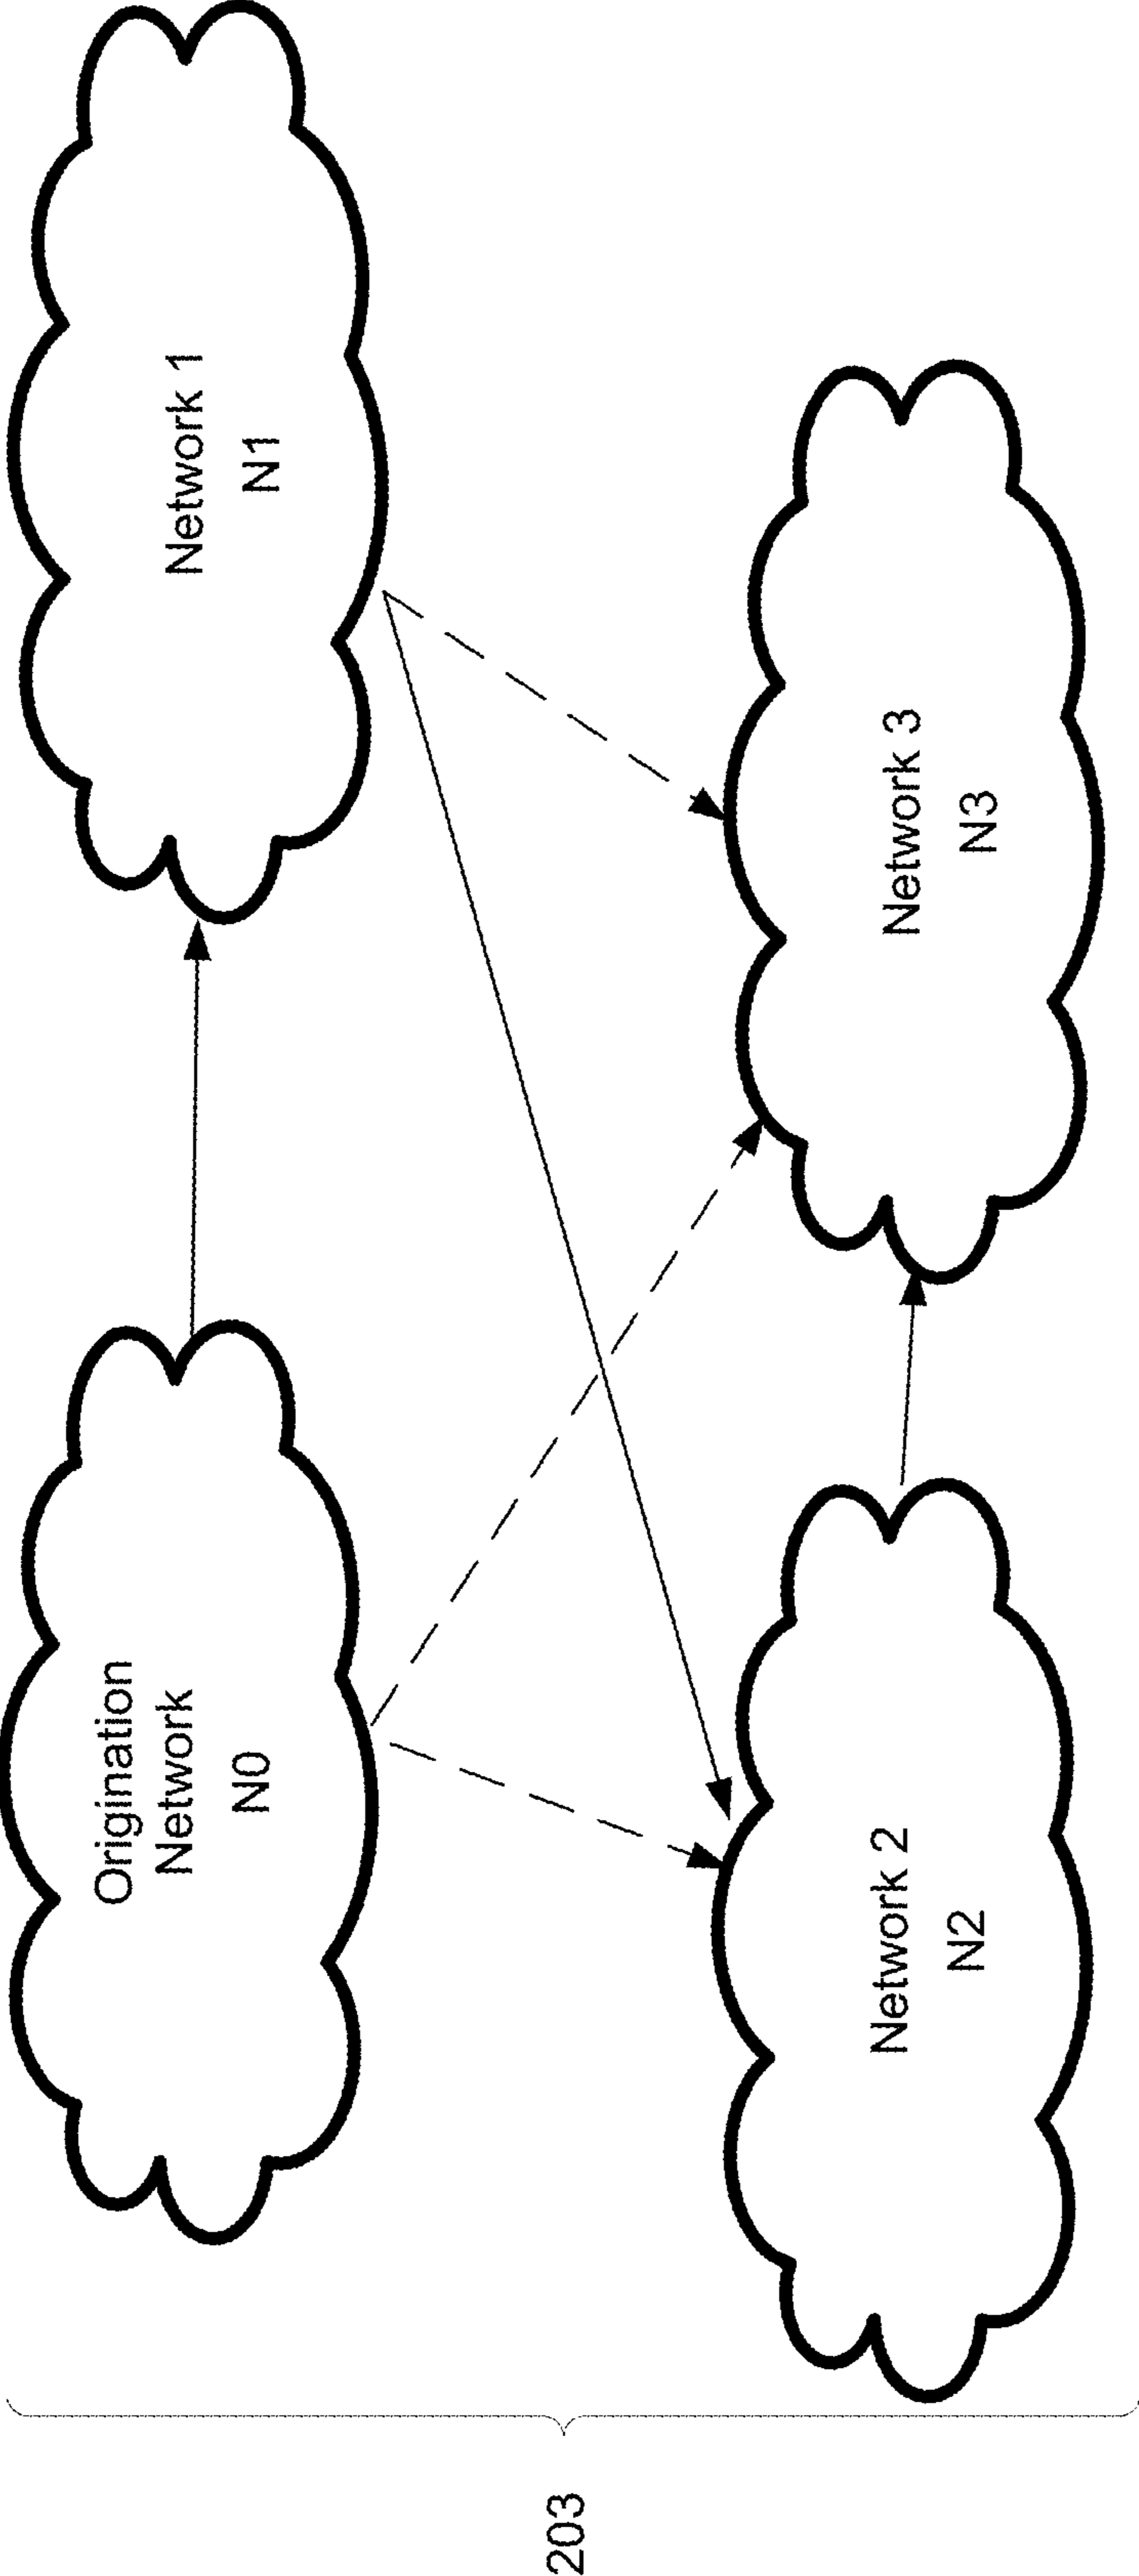 203
Origination
Network
N0
Network 1
N1
Network 2
N2
Network 3
N3